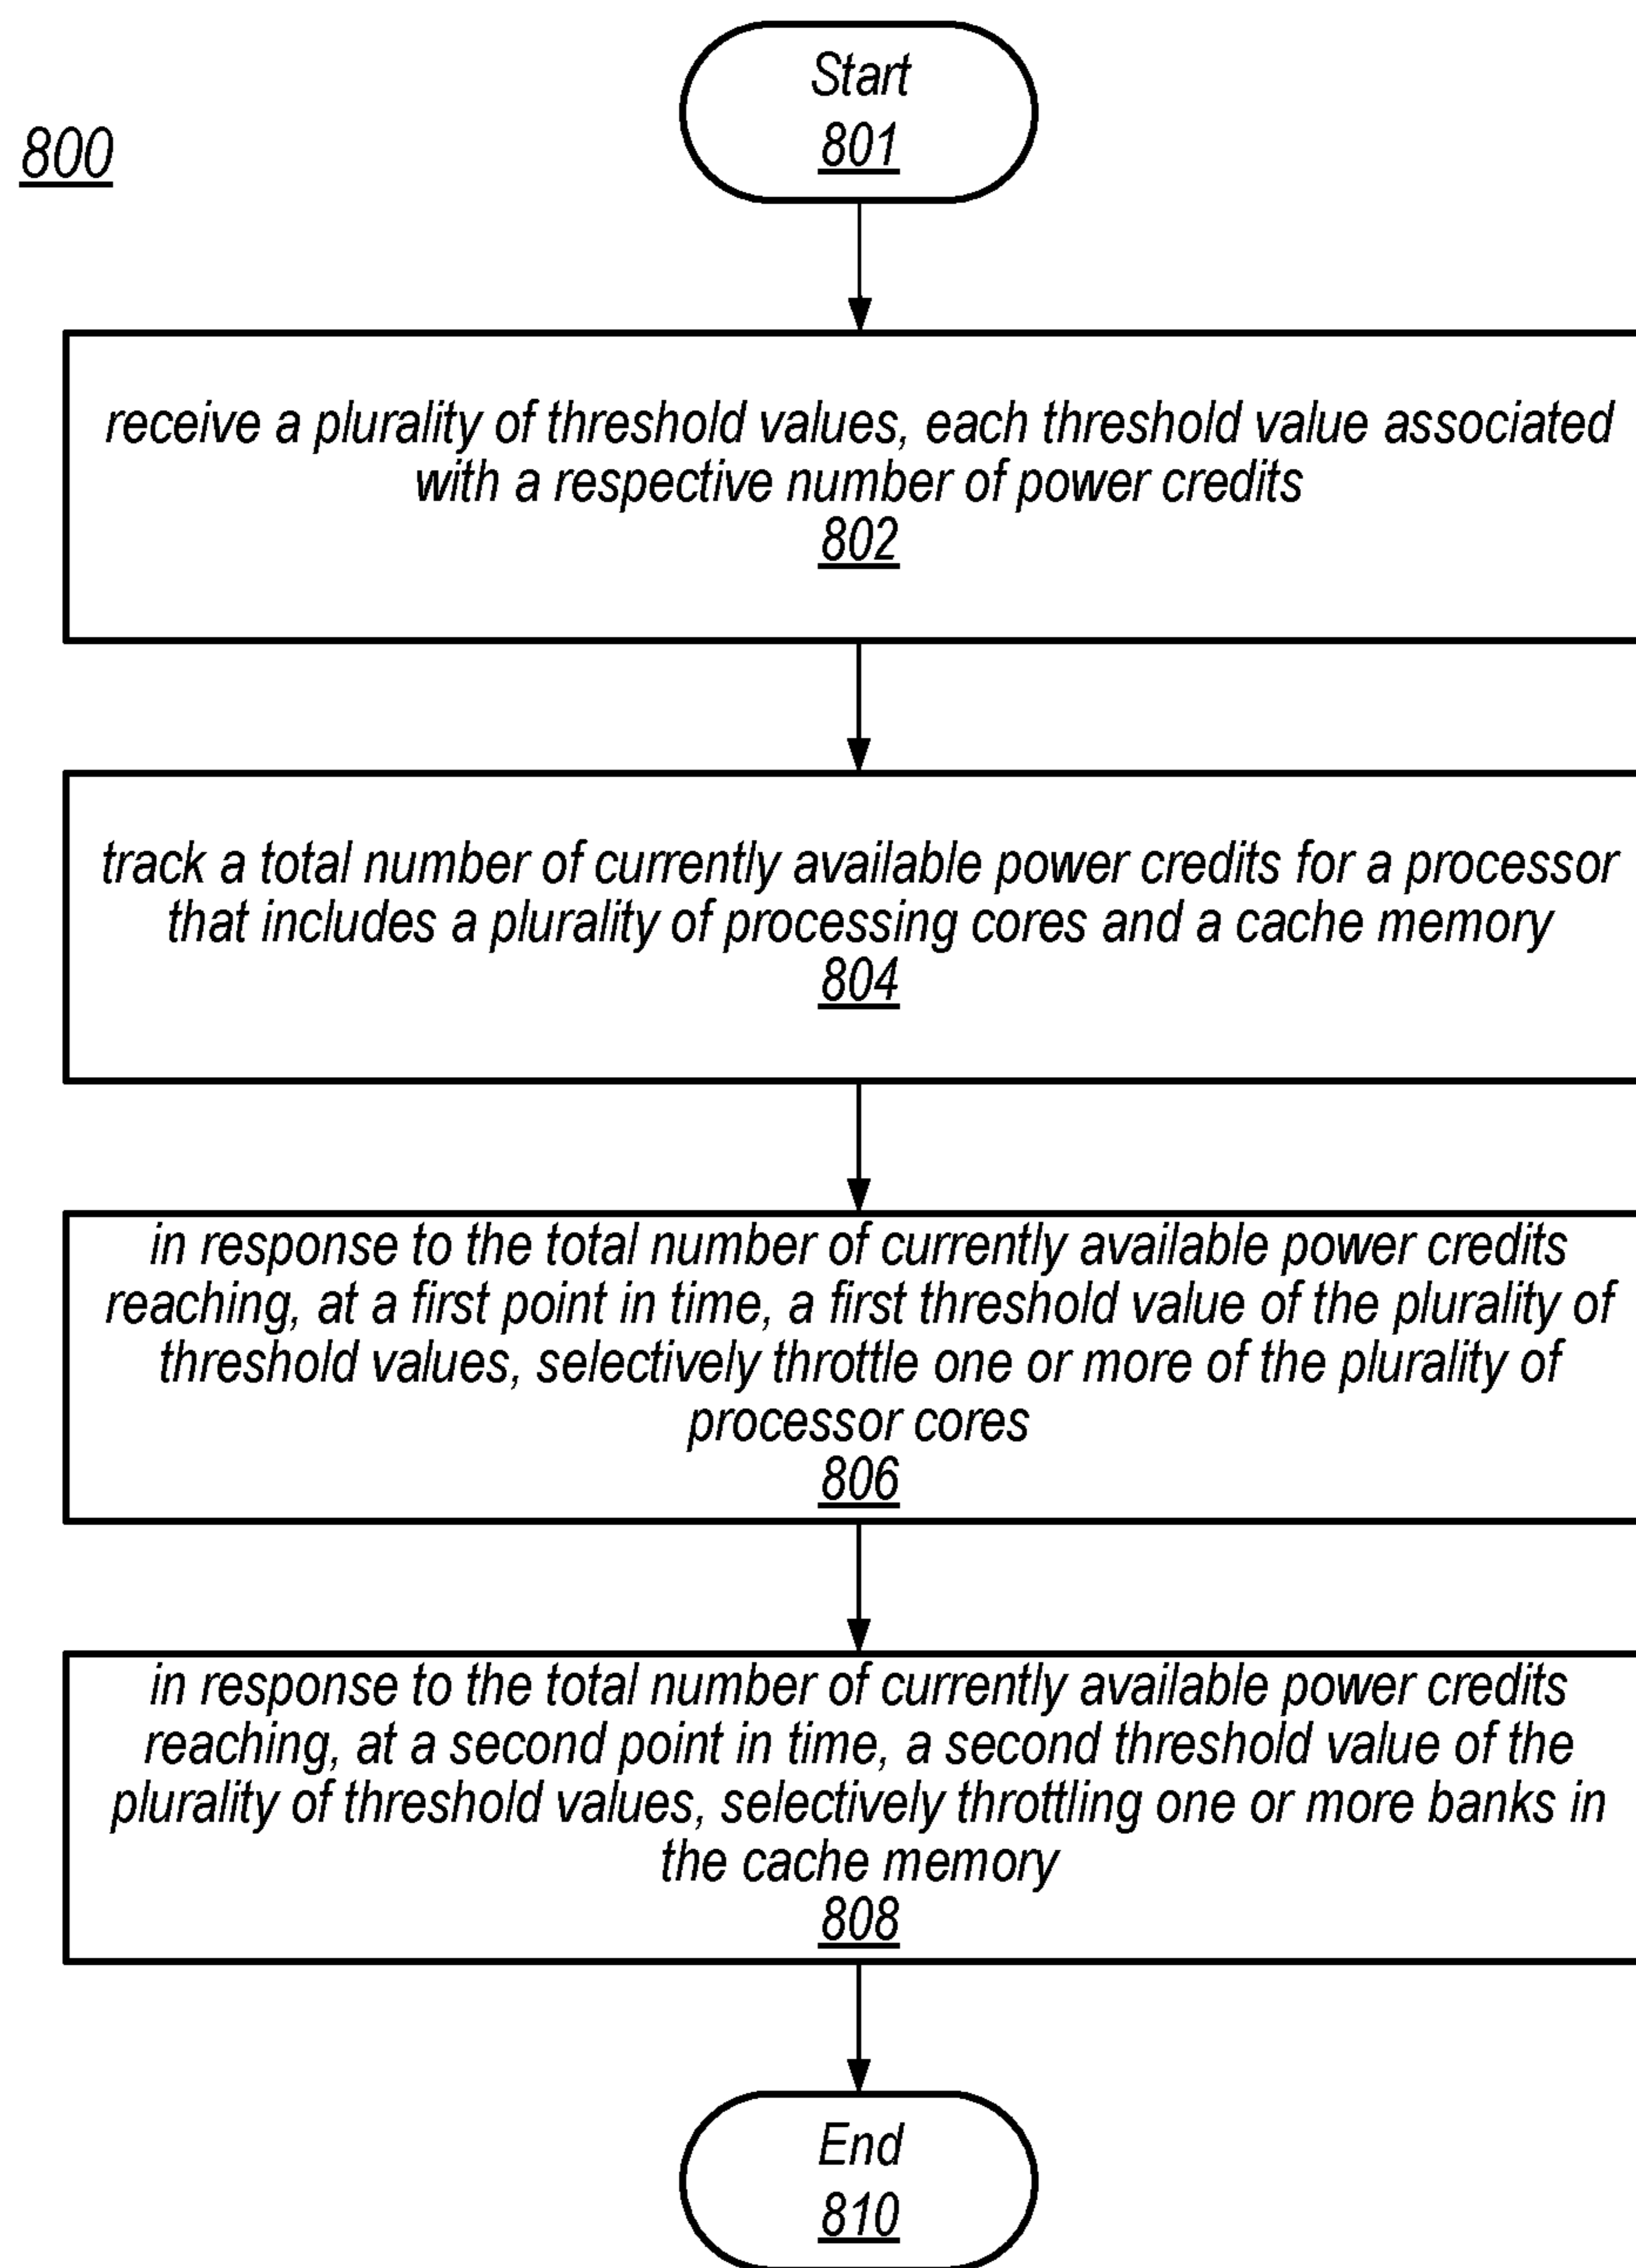 Start
801
800
receive a plurality of threshold values, each threshold value associated
with a respective number of power credits
802
track a total number of currently available power credits for a processor
that includes a plurality of processing cores and a cache memory
804
in response to the total number of currently available power credits
reaching, at a first point in time, a first threshold value of the plurality of
threshold values, selectively throttle one or more of the plurality of
processor cores
806
in response to the total number of currently available power credits
reaching, at a second point in time, a second threshold value of the
plurality of threshold values, selectively throttling one or more banks in
the cache memory
808
End
810